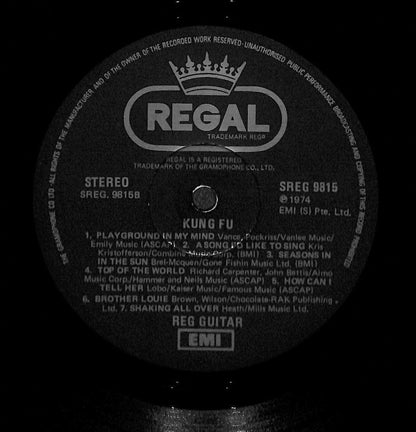 THE GRAMOPHONE CO. LTD. · ALL RIGHTS OF THE MANUFACTURER AND OF THE OWNER OF THE RECORDED WORK RESERVED · UNAUTHORISED PUBLIC PERFORMANCE, BROADCASTING AND COPYING OF THIS RECORD PROHIBITED
REGAL
TRADEMARK REGD
REGAL IS A REGISTERED
TRADEMARK OF THE GRAMOPHONE CO., LTD.
STEREO SREG 9815
SREG. 9815B ℗ 1974
EMI (S) Pte. Ltd.
KUNG FU
1. PLAYGROUND IN MY MIND Vance, Pockriss/Vanlee Music/
Emily Music (ASCAP) 2. A SONG I'D LIKE TO SING Kris
Kristofferson/Combine Music Corp. (BMI) 3. SEASONS IN
IN THE SUN Brel-Mcquen/Gone Fishin Music Ltd. (BMI)
4. TOP OF THE WORLD Richard Carpenter, John Bettis/Almo
Music Corp./Hammer and Neils Music (ASCAP) 5. HOW CAN I
TELL HER Lobo/Kaiser Music/Famous Music (ASCAP)
6. BROTHER LOUIE Brown, Wilson/Chocolate-RAK Publishing
Ltd. 7. SHAKING ALL OVER Heath/Mills Music Ltd.
REG GUITAR
EMI